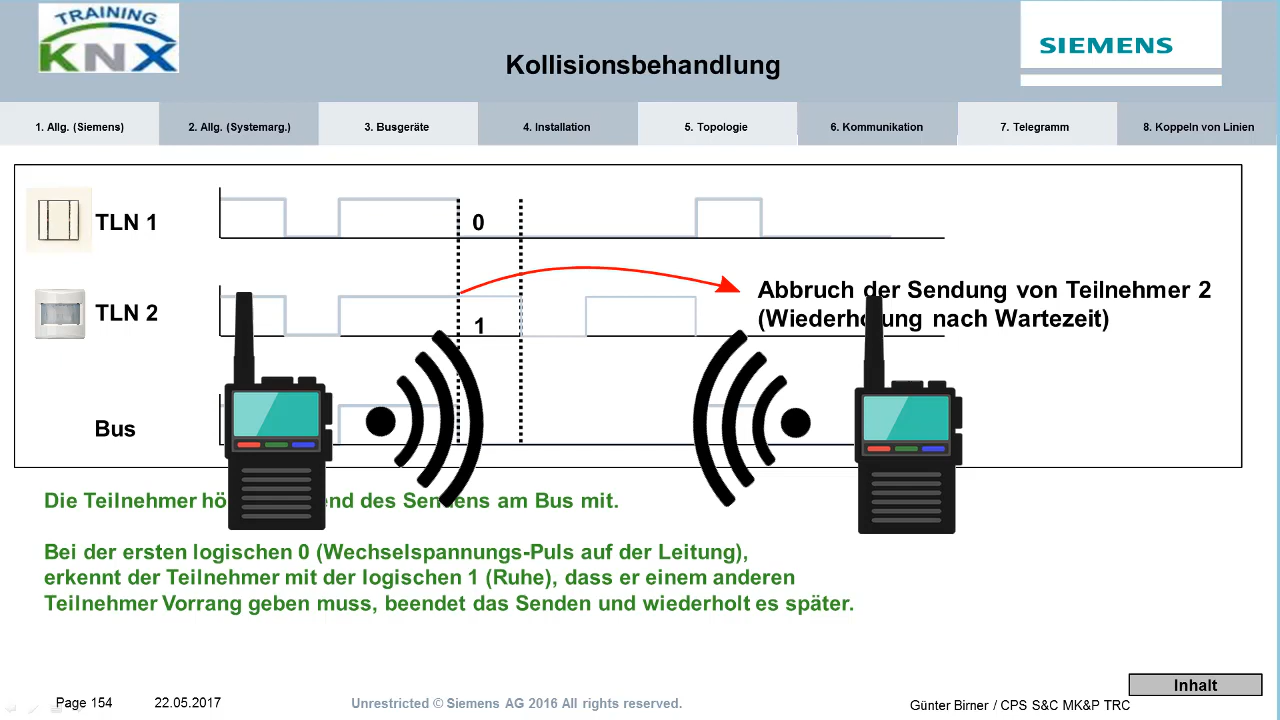 TRAINING
KNX
Kollisionsbehandlung
SIEMENS
1. Allg. (Siemens)
2. Allg. (Systemarg.)
3. Busgeräte
4. Installation
5. Topologie
6. Kommunikation
7. Telegramm
8. Koppeln von Linien
TLN 1
0
TLN 2
1
Abbruch der Sendung von Teilnehmer 2
nach Wartezeit)
Bus
Die Teilnehmer des am Bus mit.
Bei der ersten logischen 0 (Wechselspannungs-Puls auf der Leitung),
erkennt der Teilnehmer mit der logischen 1 (Ruhe), dass er einem anderen
Teilnehmer Vorrang geben muss, beendet das Senden und wiederholt es später.
Inhalt
Page 154
22.05.2017
Unrestricted © Siemens AG 2016 All rights reserved.
Günter Birner / CPS S&C MK&P TRC